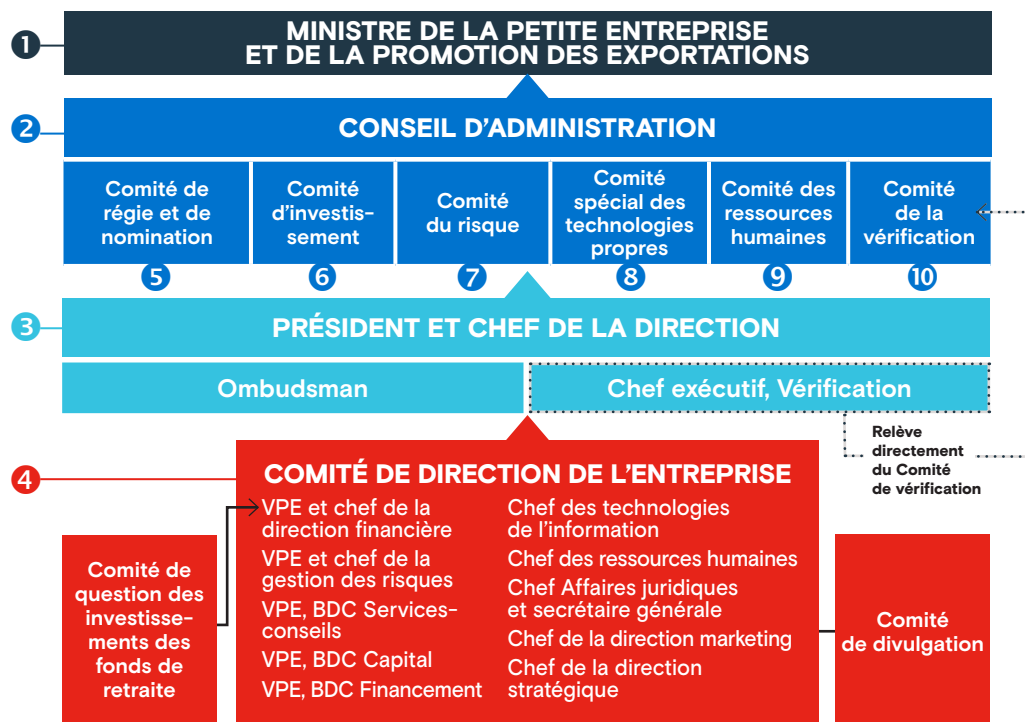 1
MINISTRE DE LA PETITE ENTREPRISE
ET DE LA PROMOTION DES EXPORTATIONS
2
CONSEIL D'ADMINISTRATION
Comité de
régie et de
nomination
5
Comité
d'investis-
sement
6
Comité
du risque
7
Comité
spécial des
technologies
propres
8
Comité des
ressources
humaines
9
Comité
de la
vérification
10
3
PRÉSIDENT ET CHEF DE LA DIRECTION
Ombudsman
Chef exécutif, Vérification
Relève
directement
du Comité
de vérification
4
COMITÉ DE DIRECTION DE L'ENTREPRISE
VPE et chef de la
direction financière
VPE et chef de la
gestion des risques
VPE, BDC Services-
conseils
VPE, BDC Capital
VPE, BDC Financement
Chef des technologies
de l'information
Chef des ressources humaines
Chef Affaires juridiques
et secrétaire générale
Chef de la direction marketing
Chef de la direction
stratégique
Comité de
question des
investisse-
ments des
fonds de
retraite
Comité
de divulgation